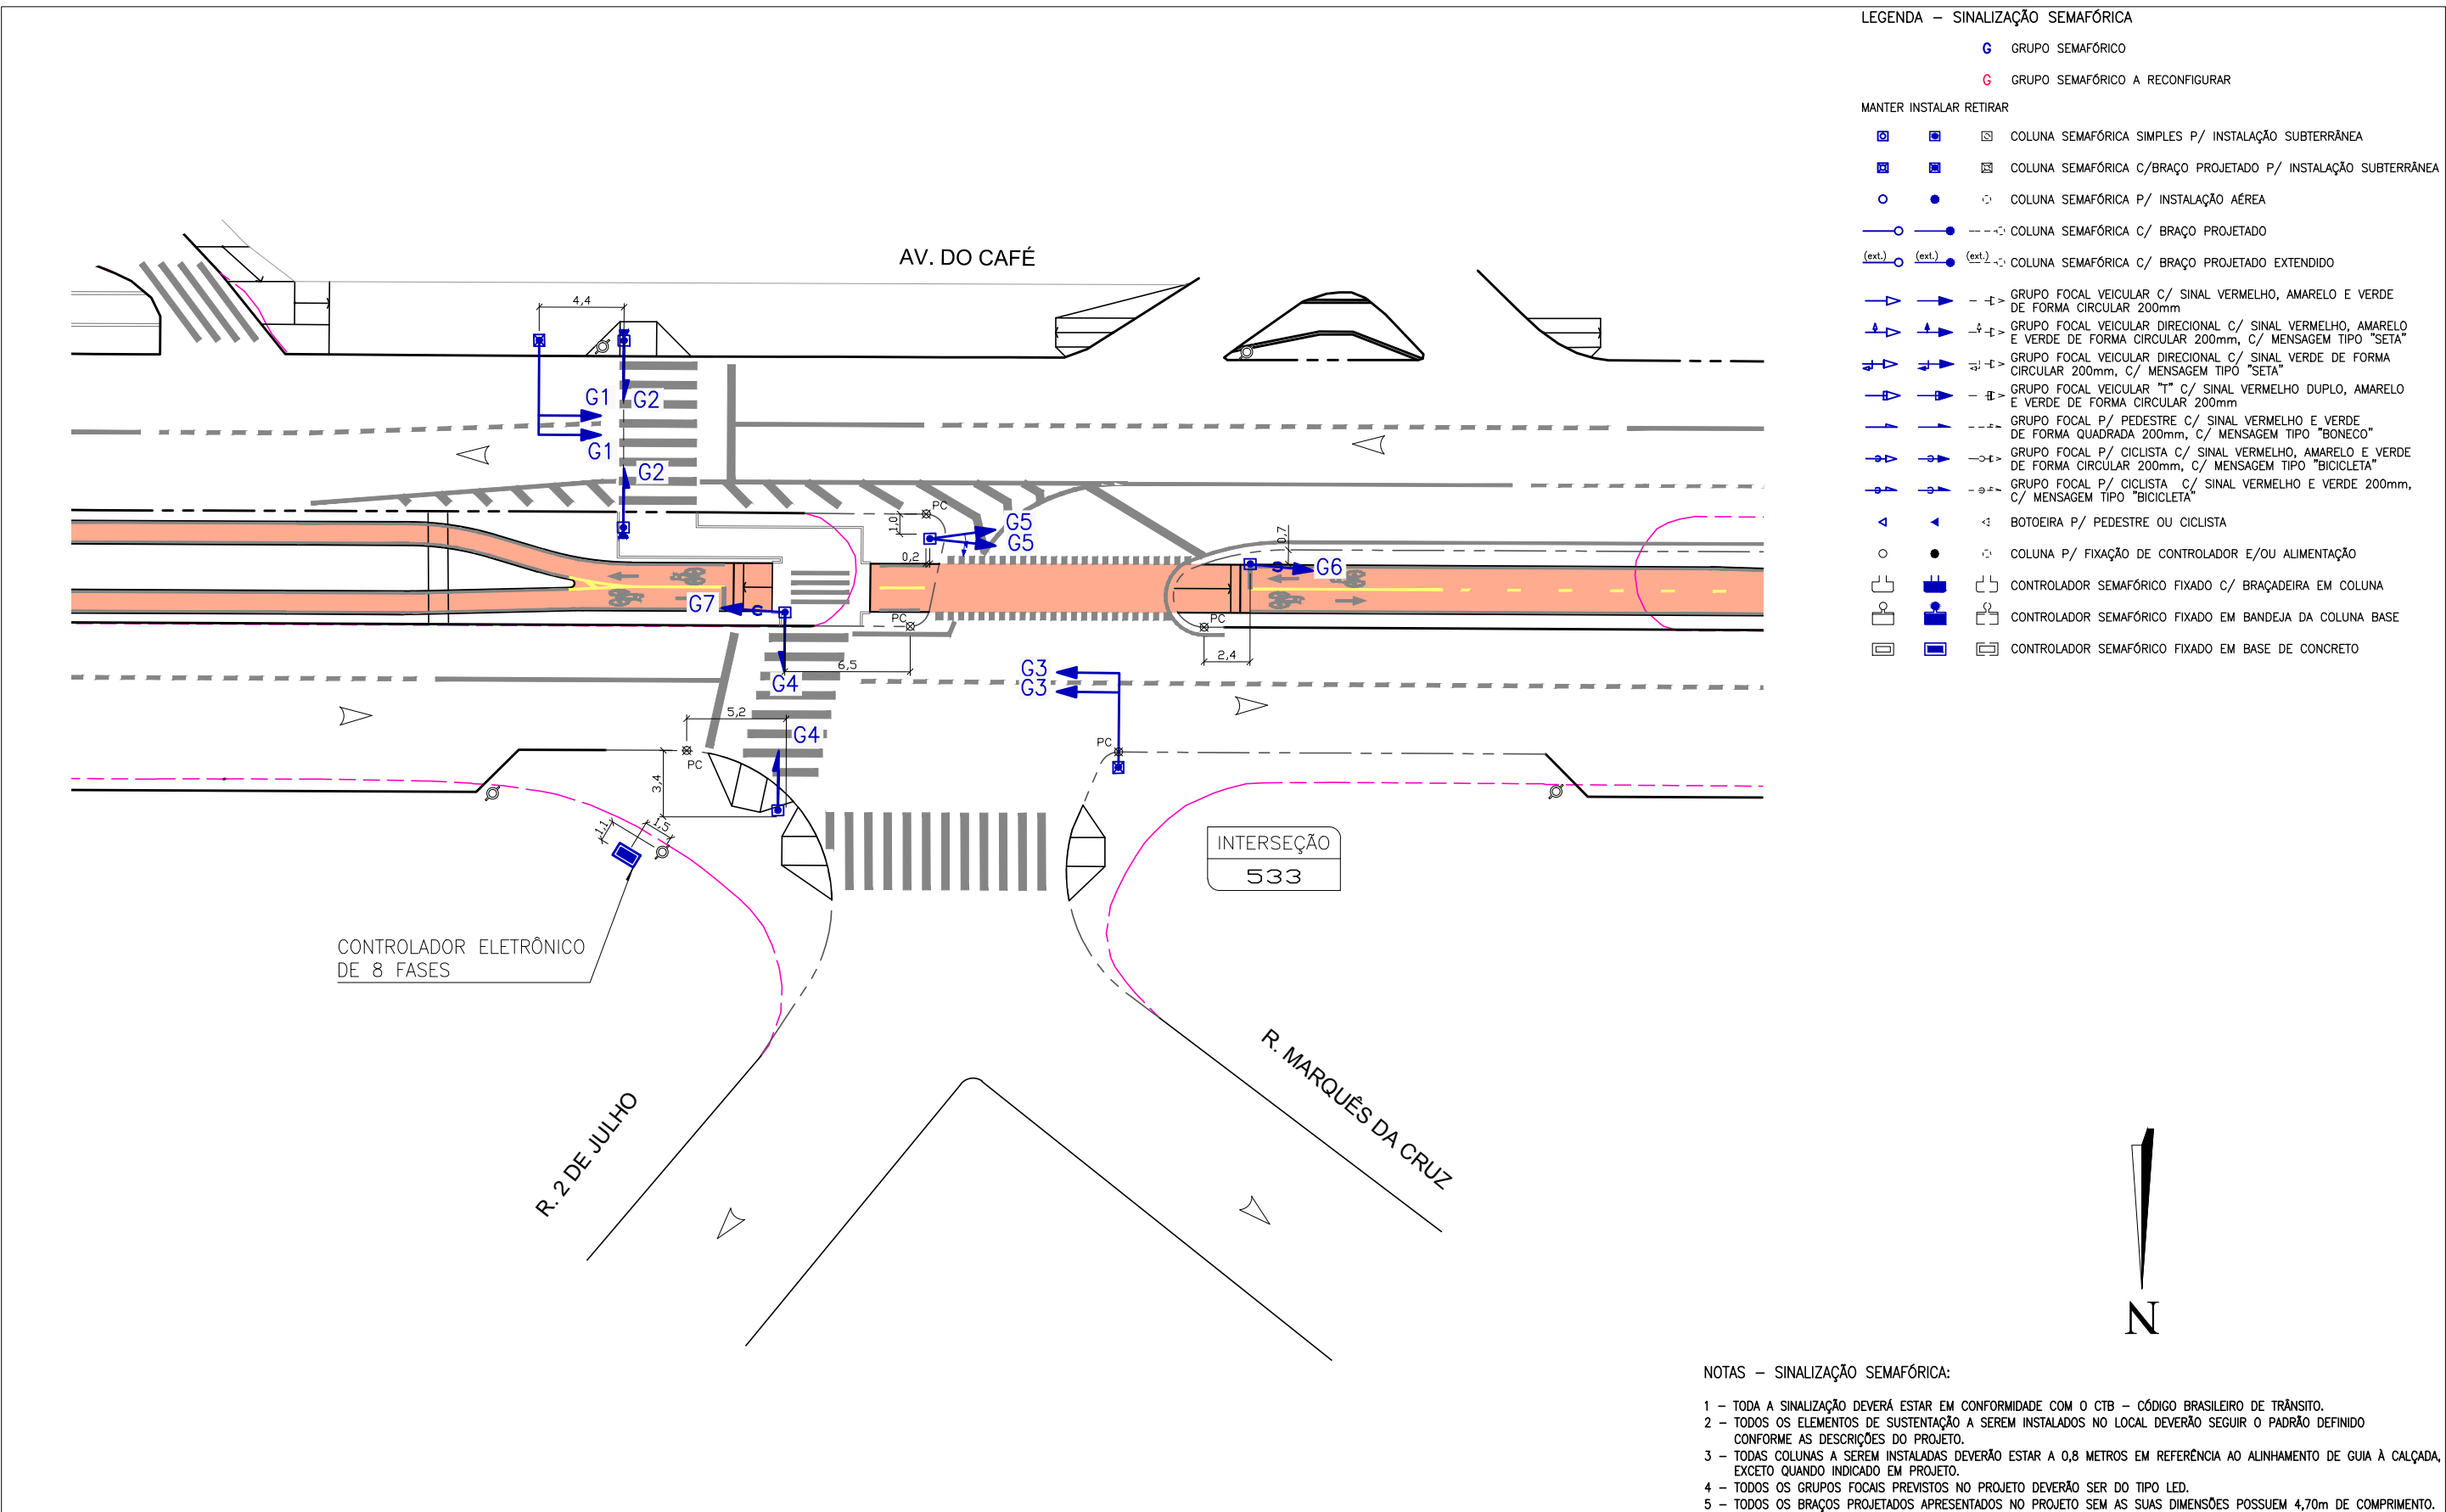 LEGENDA – SINALIZAÇÃO SEMAFÓRICA
G GRUPO SEMAFÓRICO
G GRUPO SEMAFÓRICO A RECONFIGURAR
MANTER INSTALAR RETIRAR
COLUNA SEMAFÓRICA SIMPLES P/ INSTALAÇÃO SUBTERRÂNEA
COLUNA SEMAFÓRICA C/BRAÇO PROJETADO P/ INSTALAÇÃO SUBTERRÂNEA
COLUNA SEMAFÓRICA P/ INSTALAÇÃO AÉREA
COLUNA SEMAFÓRICA C/ BRAÇO PROJETADO
(ext.) (ext.) (ext.) COLUNA SEMAFÓRICA C/ BRAÇO PROJETADO EXTENDIDO
GRUPO FOCAL VEICULAR C/ SINAL VERMELHO, AMARELO E VERDE
DE FORMA CIRCULAR 200mm
GRUPO FOCAL VEICULAR DIRECIONAL C/ SINAL VERMELHO, AMARELO
E VERDE DE FORMA CIRCULAR 200mm, C/ MENSAGEM TIPO "SETA"
GRUPO FOCAL VEICULAR DIRECIONAL C/ SINAL VERDE DE FORMA
CIRCULAR 200mm, C/ MENSAGEM TIPO "SETA"
GRUPO FOCAL VEICULAR "T" C/ SINAL VERMELHO DUPLO, AMARELO
E VERDE DE FORMA CIRCULAR 200mm
GRUPO FOCAL P/ PEDESTRE C/ SINAL VERMELHO E VERDE
DE FORMA QUADRADA 200mm, C/ MENSAGEM TIPO "BONECO"
GRUPO FOCAL P/ CICLISTA C/ SINAL VERMELHO, AMARELO E VERDE
DE FORMA CIRCULAR 200mm, C/ MENSAGEM TIPO "BICICLETA"
GRUPO FOCAL P/ CICLISTA C/ SINAL VERMELHO E VERDE 200mm,
C/ MENSAGEM TIPO "BICICLETA"
BOTOEIRA P/ PEDESTRE OU CICLISTA
COLUNA P/ FIXAÇÃO DE CONTROLADOR E/OU ALIMENTAÇÃO
CONTROLADOR SEMAFÓRICO FIXADO C/ BRAÇADEIRA EM COLUNA
CONTROLADOR SEMAFÓRICO FIXADO EM BANDEJA DA COLUNA BASE
CONTROLADOR SEMAFÓRICO FIXADO EM BASE DE CONCRETO
AV. DO CAFÉ
4,4
G1 G2
G1
G2
PC
1,0
G5
G5
0,2
0,7
G6
G7
PC
PC
6,5
2,4
G4
G3
G3
5,2
G4
PC
PC
3,4
1,1
1,5
INTERSEÇÃO
533
CONTROLADOR ELETRÔNICO
DE 8 FASES
R. 2 DE JULHO
R. MARQUÊS DA CRUZ
N
NOTAS – SINALIZAÇÃO SEMAFÓRICA:
1 – TODA A SINALIZAÇÃO DEVERÁ ESTAR EM CONFORMIDADE COM O CTB – CÓDIGO BRASILEIRO DE TRÂNSITO.
2 – TODOS OS ELEMENTOS DE SUSTENTAÇÃO A SEREM INSTALADOS NO LOCAL DEVERÃO SEGUIR O PADRÃO DEFINIDO
CONFORME AS DESCRIÇÕES DO PROJETO.
3 – TODAS COLUNAS A SEREM INSTALADAS DEVERÃO ESTAR A 0,8 METROS EM REFERÊNCIA AO ALINHAMENTO DE GUIA À CALÇADA,
EXCETO QUANDO INDICADO EM PROJETO.
4 – TODOS OS GRUPOS FOCAIS PREVISTOS NO PROJETO DEVERÃO SER DO TIPO LED.
5 – TODOS OS BRAÇOS PROJETADOS APRESENTADOS NO PROJETO SEM AS SUAS DIMENSÕES POSSUEM 4,70m DE COMPRIMENTO.